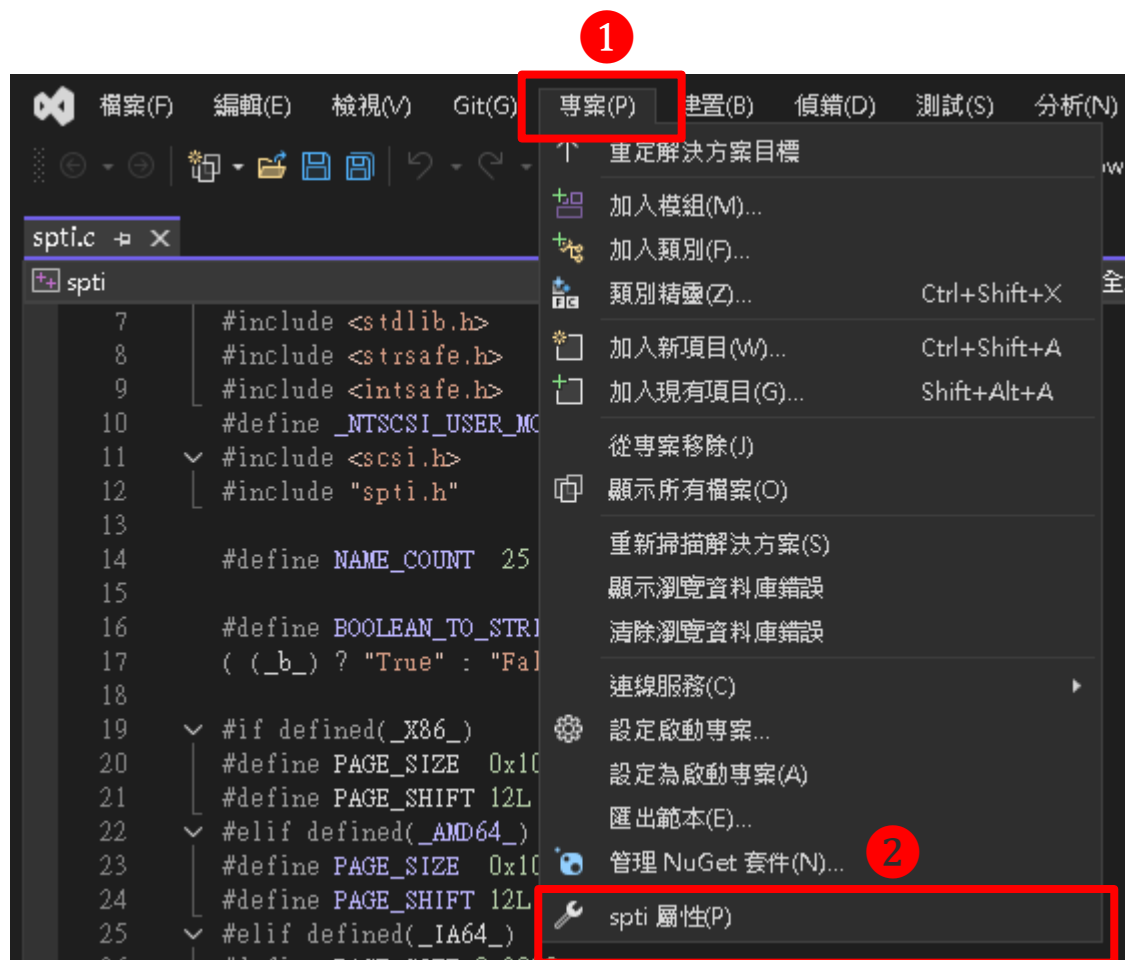 1
檔案(F) 編輯(E) 檢視(V) Git(G) 專案(P) 建置(B) 偵錯(D) 測試(S) 分析(N)
重定解決方案目標
加入模組(M)...
加入類別(F)...
類別精靈(Z)... Ctrl+Shift+X
加入新項目(W)... Ctrl+Shift+A
加入現有項目(G)... Shift+Alt+A
從專案移除(J)
顯示所有檔案(O)
重新掃描解決方案(S)
顯示瀏覽資料庫錯誤
清除瀏覽資料庫錯誤
連線服務(C)
設定啟動專案...
設定為啟動專案(A)
匯出範本(E)...
管理 NuGet 套件(N)...
2
spti 屬性(P)
spti.c
spti
全
7 #include <stdlib.h>
8 #include <strsafe.h>
9 #include <intsafe.h>
10 #define _NTSCSI_USER_MO
11 #include <scsi.h>
12 #include "spti.h"
13
14 #define NAME_COUNT 25
15
16 #define BOOLEAN_TO_STRI
17 ( (_b_) ? "True" : "Fal
18
19 #if defined(_X86_)
20 #define PAGE_SIZE 0x10
21 #define PAGE_SHIFT 12L
22 #elif defined(_AMD64_)
23 #define PAGE_SIZE 0x10
24 #define PAGE_SHIFT 12L
25 #elif defined(_IA64_)